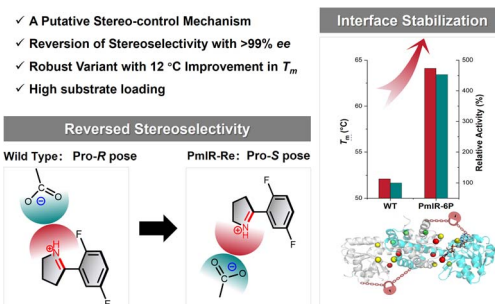 ✓ A Putative Stereo-control Mechanism
✓ Reversion of Stereoselectivity with >99% ee
✓ Robust Variant with 12 °C Improvement in Tm
✓ High substrate loading
Reversed Stereoselectivity
Wild Type: Pro-R pose
PmIR-Re: Pro-S pose
O
O
⊖
F
H
N
⊕
F
F
N
H
⊕
F
O
⊖
O
Interface Stabilization
65
60
55
50
Tm (°C)
500
400
300
200
100
Relative Activity (%)
WT
PmIR-6P